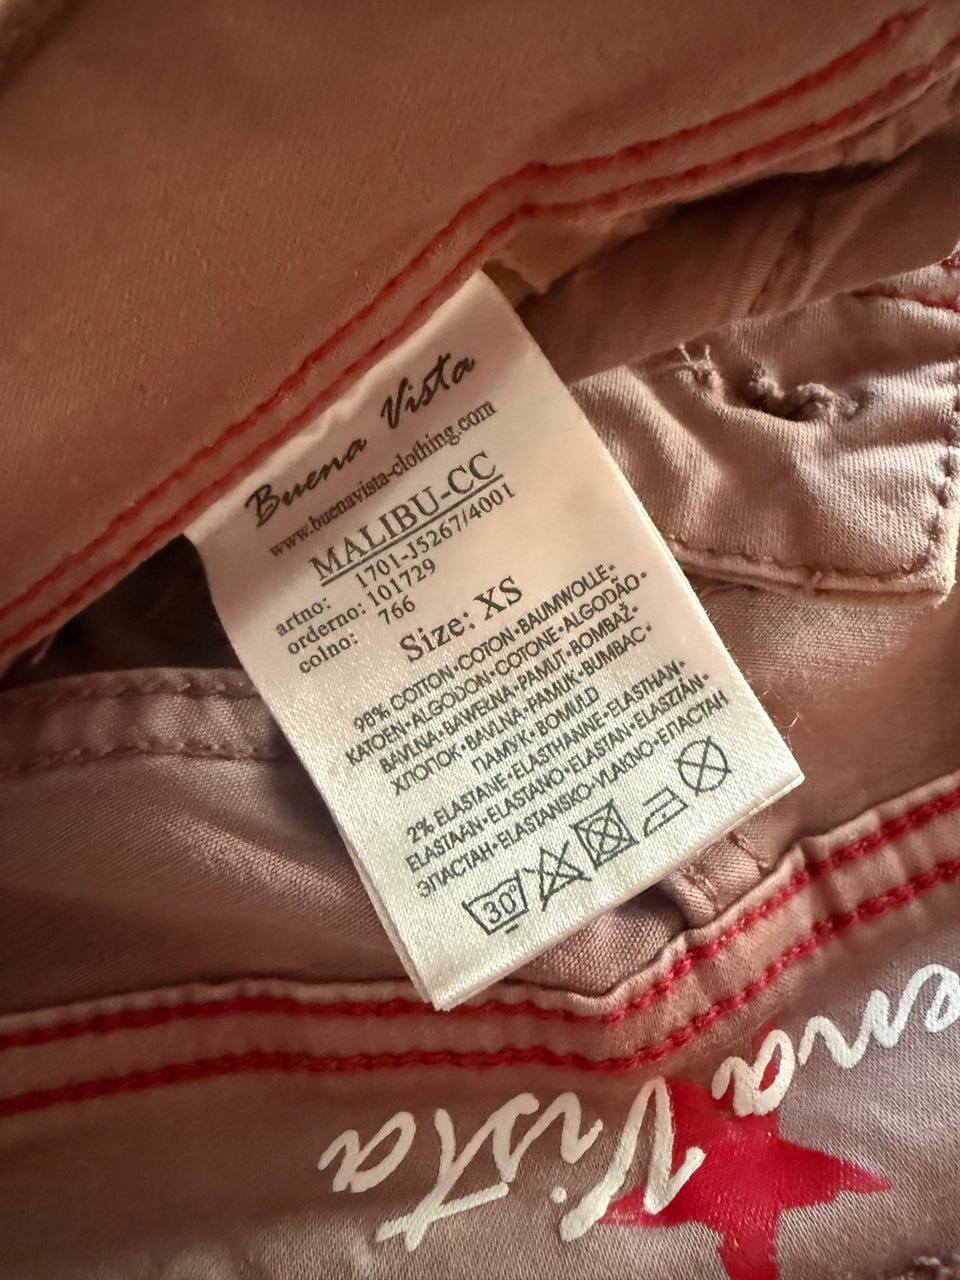 Buena Vista
www.buenavista-clothing.com
MALIBU-CC
artno: 1701-J5267/4001
orderno: 101729
colno: 766
Size: XS
98% COTTON•COTON•BAUMWOLLE•
KATOEN•ALGODON•COTONE•ALGODÃO•
BAVLNA•BAWEŁNA•PAMUT•BOMBAŽ•
ХЛОПОК•BAVLNA•PAMUK•BUMBAC•
ПАМУК•BOMULD
2% ELASTANE•ELASTHANNE•ELASTHAN•
ELASTAAN•ELASTANO•ELASTAN•ELASZTÁN•
ЭЛАСТАН•ELASTANSKO•VLAKNO•ЕЛАСТАН
30°
ena Vista